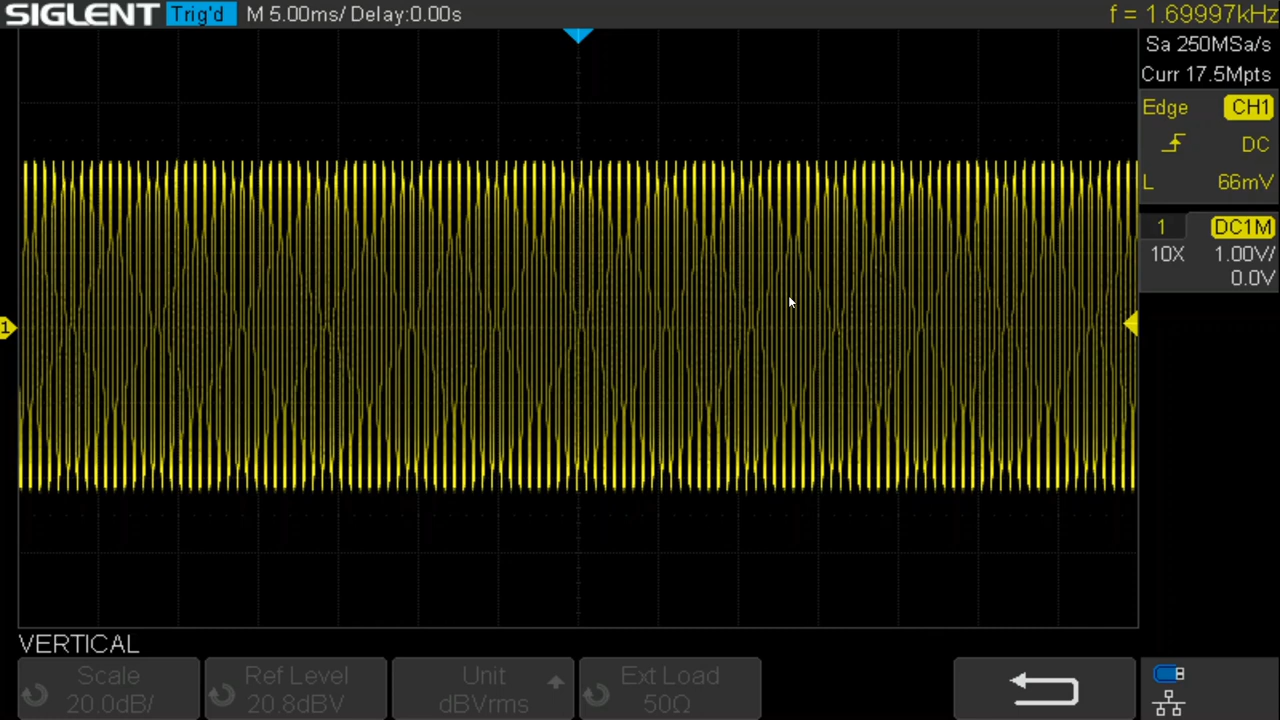 SIGLENT Trig'd M 5.00ms/ Delay:0.00s f = 1.69997kHz
Sa 250MSa/s
Curr 17.5Mpts
Edge CH1
DC
L 66mV
1 DC1M
10X 1.00V/
0.0V
1
VERTICAL
Scale
20.0dB/
Ref Level
20.8dBV
Unit
dBVrms
Ext Load
50Ω